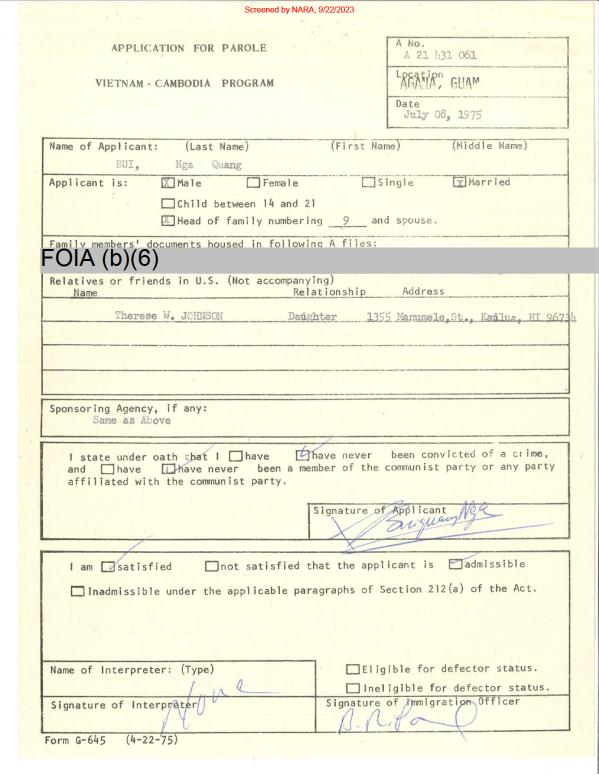 Screened by NARA, 9/22/2023
APPLICATION FOR PAROLE
VIETNAM - CAMBODIA PROGRAM
A No.
A 21 431 061
Location
AGANA, GUAM
Date
July 08, 1975
Name of Applicant: (Last Name) (First Name) (Middle Name)
BUI, Nga Quang
Applicant is: [X] Male [ ] Female [ ] Single [X] Married
[ ] Child between 14 and 21
[X] Head of family numbering 9 and spouse.
Family members' documents housed in following A files:
FOIA (b)(6)
Relatives or friends in U.S. (Not accompanying)
Name Relationship Address
Therese W. JOHNSON Daughter 1355 Manumele,St., Kailua, HI 96734
Sponsoring Agency, if any:
Same as Above
I state under oath that I [ ] have [✓] have never been convicted of a crime,
and [ ] have [✓] have never been a member of the communist party or any party
affiliated with the communist party.
Signature of Applicant
Buiquang Nga
I am [✓] satisfied [ ] not satisfied that the applicant is [✓] admissible
[ ] Inadmissible under the applicable paragraphs of Section 212(a) of the Act.
Name of Interpreter: (Type)
[ ] Eligible for defector status.
[ ] Ineligible for defector status.
Signature of Interpreter
None
Signature of Immigration Officer
Form G-645 (4-22-75)